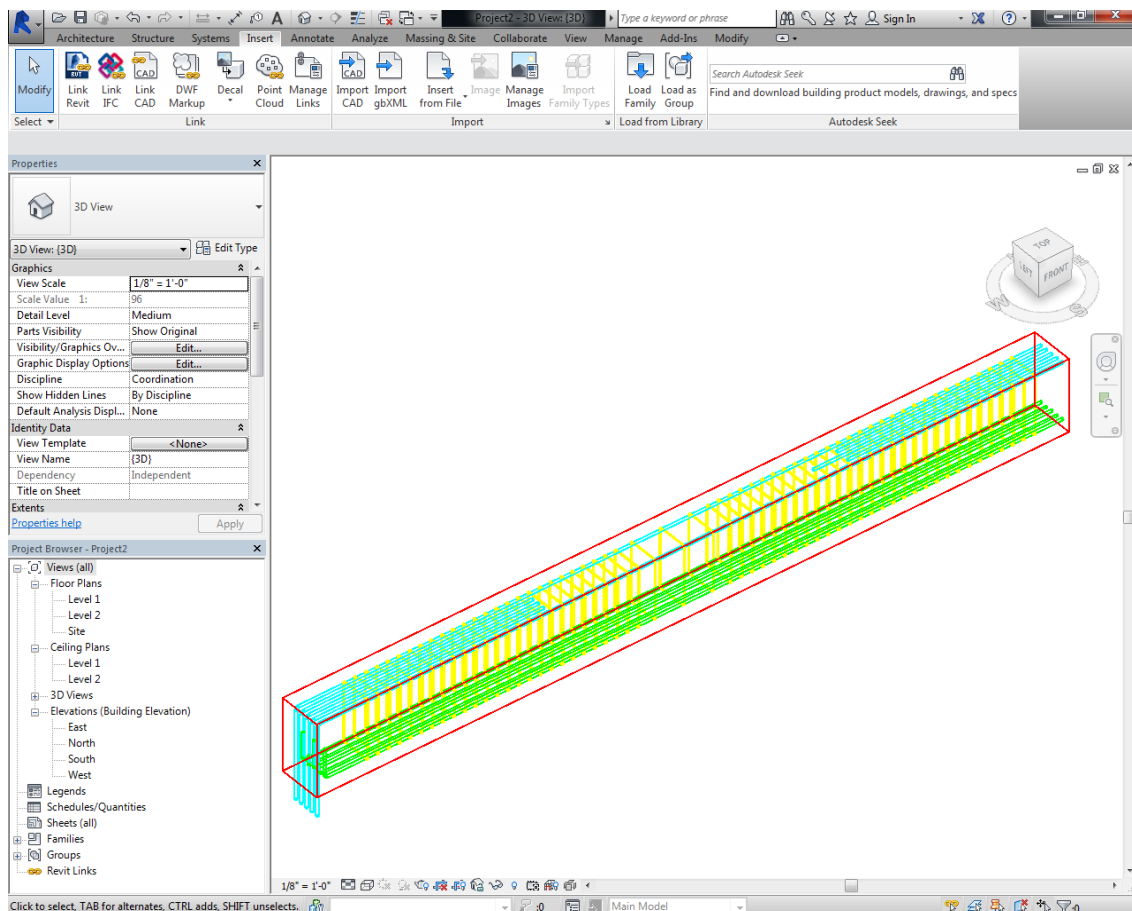 Project2 - 3D View: {3D}
Type a keyword or phrase
Sign In
Architecture Structure Systems Insert Annotate Analyze Massing & Site Collaborate View Manage Add-Ins Modify
Modify
Link Revit
Link IFC
Link CAD
DWF Markup
Decal
Point Cloud
Manage Links
Import CAD
Import gbXML
Insert from File
Image
Manage Images
Import Family Types
Load Family
Load as Group
Search Autodesk Seek
Find and download building product models, drawings, and specs
Select
Link
Import
Load from Library
Autodesk Seek
Properties
3D View
3D View: {3D}
Edit Type
Graphics
View Scale 1/8" = 1'-0"
Scale Value 1: 96
Detail Level Medium
Parts Visibility Show Original
Visibility/Graphics Ov... Edit...
Graphic Display Options Edit...
Discipline Coordination
Show Hidden Lines By Discipline
Default Analysis Displ... None
Identity Data
View Template <None>
View Name {3D}
Dependency Independent
Title on Sheet
Extents
Properties help Apply
Project Browser - Project2
Views (all)
Floor Plans
Level 1
Level 2
Site
Ceiling Plans
Level 1
Level 2
3D Views
Elevations (Building Elevation)
East
North
South
West
Legends
Schedules/Quantities
Sheets (all)
Families
Groups
Revit Links
TOP
LEFT
FRONT
W
S
1/8" = 1'-0"
Click to select, TAB for alternates, CTRL adds, SHIFT unselects.
:0
Main Model
:0